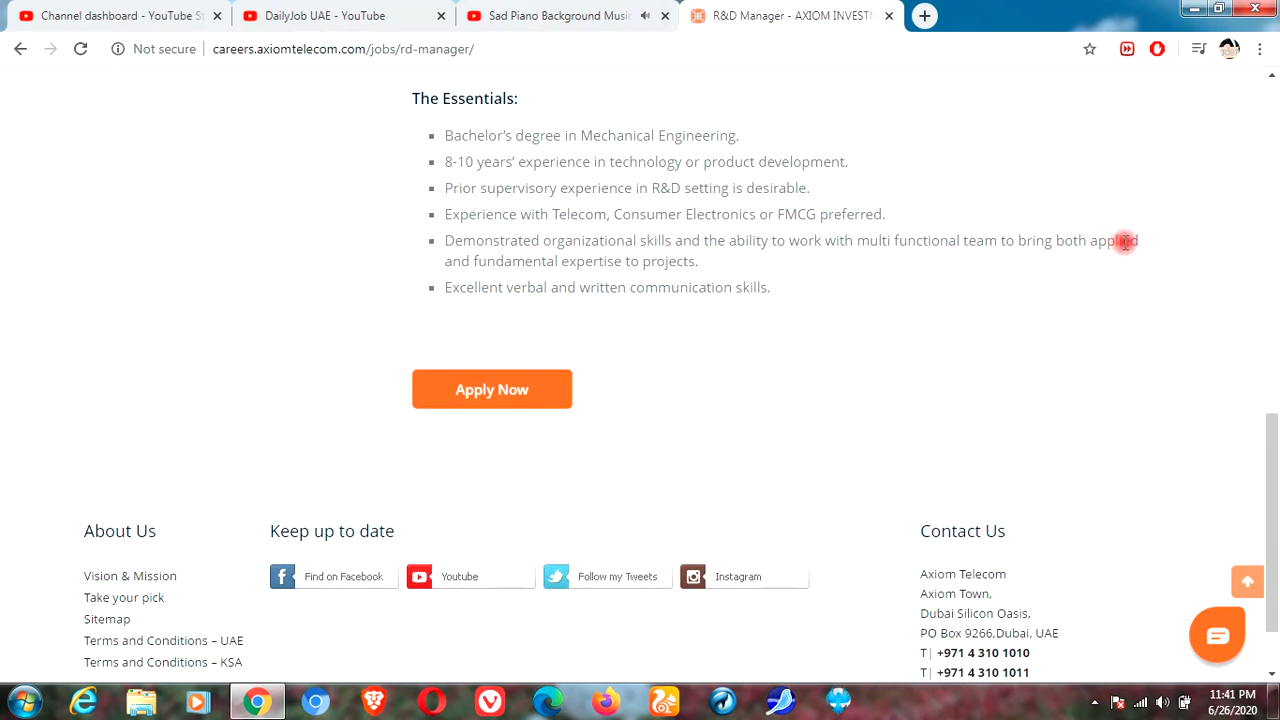 Channel dashboard - YouTube St
DailyJob UAE - YouTube
Sad Piano Background Music
R&D Manager - AXIOM INVESTM
Not secure
careers.axiomtelecom.com/jobs/rd-manager/
The Essentials:
Bachelor's degree in Mechanical Engineering.
8-10 years' experience in technology or product development.
Prior supervisory experience in R&D setting is desirable.
Experience with Telecom, Consumer Electronics or FMCG preferred.
Demonstrated organizational skills and the ability to work with multi functional team to bring both applied
and fundamental expertise to projects.
Excellent verbal and written communication skills.
Apply Now
About Us
Vision & Mission
Take your pick
Sitemap
Terms and Conditions – UAE
Terms and Conditions – KSA
Keep up to date
Find on Facebook
Youtube
Follow my Tweets
Instagram
Contact Us
Axiom Telecom
Axiom Town,
Dubai Silicon Oasis,
PO Box 9266,Dubai, UAE
T| +971 4 310 1010
T| +971 4 310 1011
11:41 PM
6/26/2020